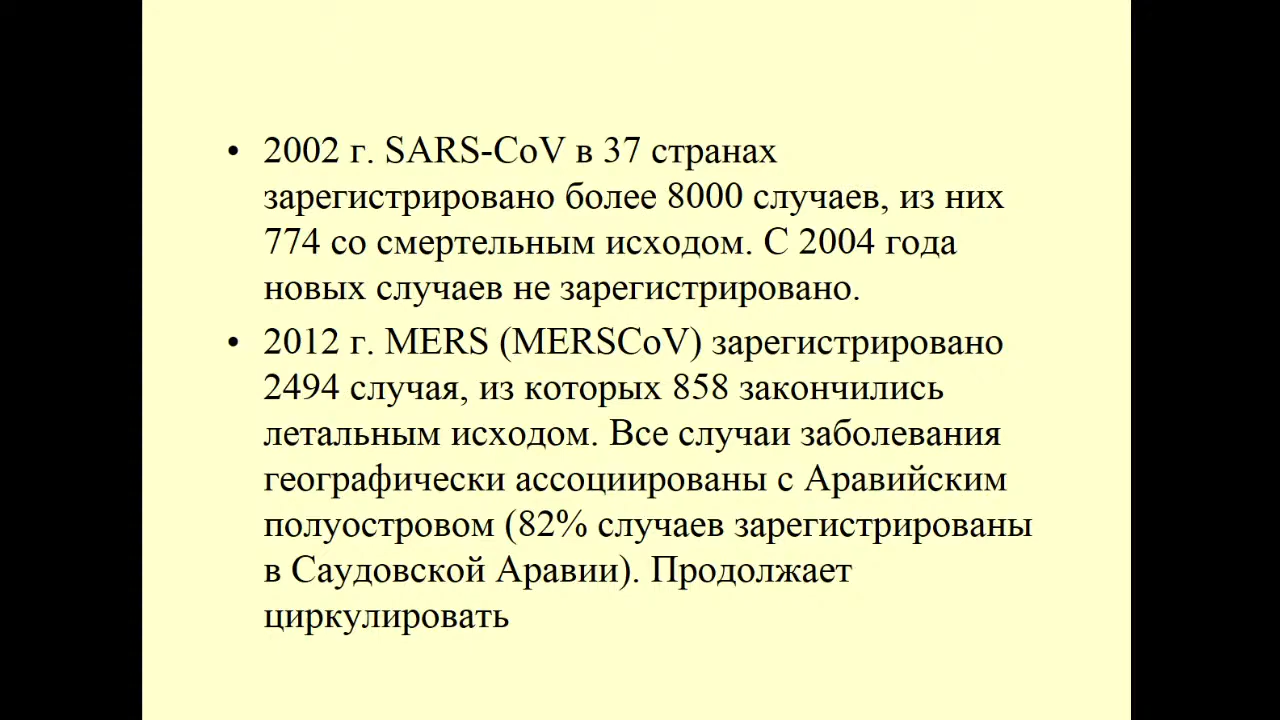 • 2002 г. SARS-CoV в 37 странах
зарегистрировано более 8000 случаев, из них
774 со смертельным исходом. С 2004 года
новых случаев не зарегистрировано.
• 2012 г. MERS (MERSCoV) зарегистрировано
2494 случая, из которых 858 закончились
летальным исходом. Все случаи заболевания
географически ассоциированы с Аравийским
полуостровом (82% случаев зарегистрированы
в Саудовской Аравии). Продолжает
циркулировать